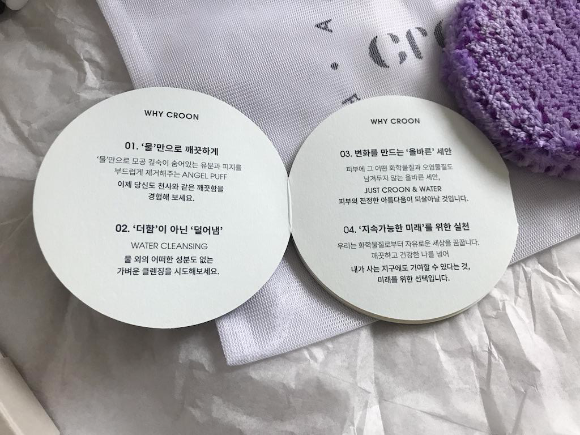 WHY CROON
01. '물'만으로 깨끗하게
'물'만으로 모공 깊숙이 숨어있는 유분과 피지를
부드럽게 제거해주는 ANGEL PUFF
이제 당신도 천사와 같은 깨끗함을
경험해 보세요.
02. '더함'이 아닌 '덜어냄'
WATER CLEANSING
물 외의 어떠한 성분도 없는
가벼운 클렌징을 시도해보세요.
WHY CROON
03. 변화를 만드는 '올바른' 세안
피부에 그 어떤 화학물질과 오염물질도
남겨두지 않는 올바른 세안,
JUST CROON & WATER
피부의 진정한 아름다움이 되살아날 것입니다.
04. '지속가능한 미래'를 위한 실천
우리는 화학물질로부터 자유로운 세상을 꿈꿉니다.
깨끗하고 건강한 나를 넘어
내가 사는 지구에도 기여할 수 있다는 것,
미래를 위한 선택입니다.